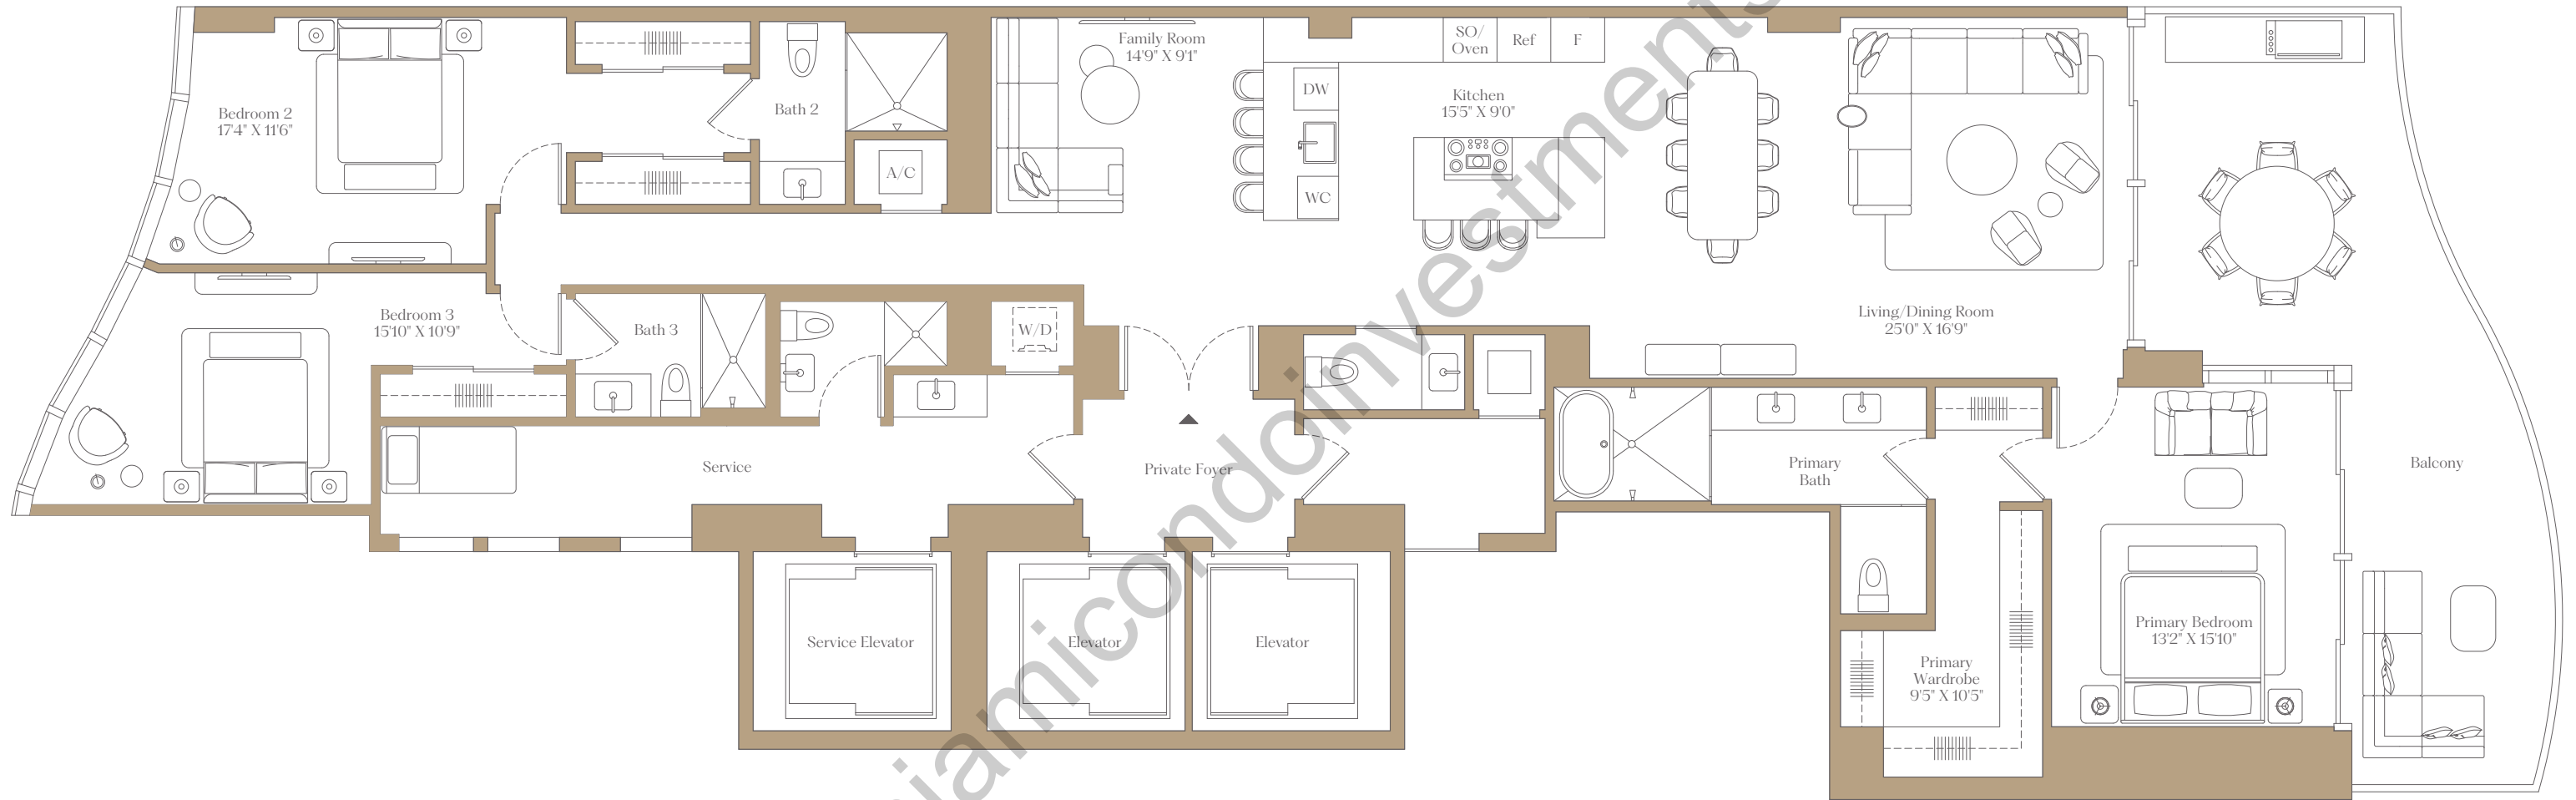 Bedroom 2
17'4" X 11'6"
Bath 2
A/C
Family Room
14'9" X 9'1"
DW
WC
SO/
Oven
Ref
F
Kitchen
15'5" X 9'0"
Living/Dining Room
25'0" X 16'9"
Bedroom 3
15'10" X 10'9"
Bath 3
W/D
Service
Private Foyer
Primary
Bath
Balcony
Service Elevator
Elevator
Elevator
Primary
Wardrobe
9'5" X 10'5"
Primary Bedroom
13'2" X 15'10"
miamicondoinvestments